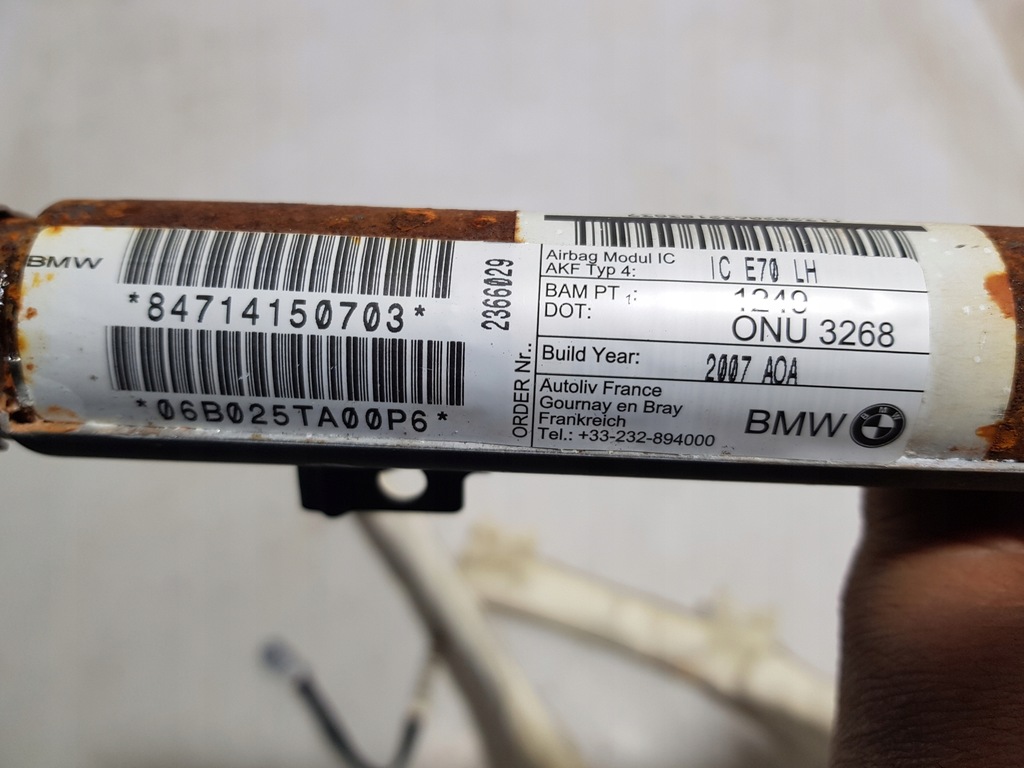 BMW
*84714150703*
*06B025TA00P6*
2366029
ORDER Nr.:
Airbag Modul IC
AKF Typ 4: IC E70 LH
BAM PT 1:
DOT: ONU 3268
Build Year: 2007 AOA
Autoliv France
Gournay en Bray
Frankreich
Tel.: +33-232-894000
BMW